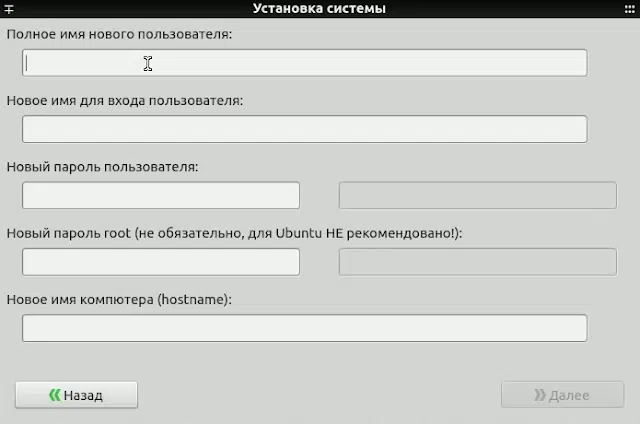 Установка системы
Полное имя нового пользователя:
Новое имя для входа пользователя:
Новый пароль пользователя:
Новый пароль root (не обязательно, для Ubuntu НЕ рекомендовано!):
Новое имя компютера (hostname):
Назад
Далее